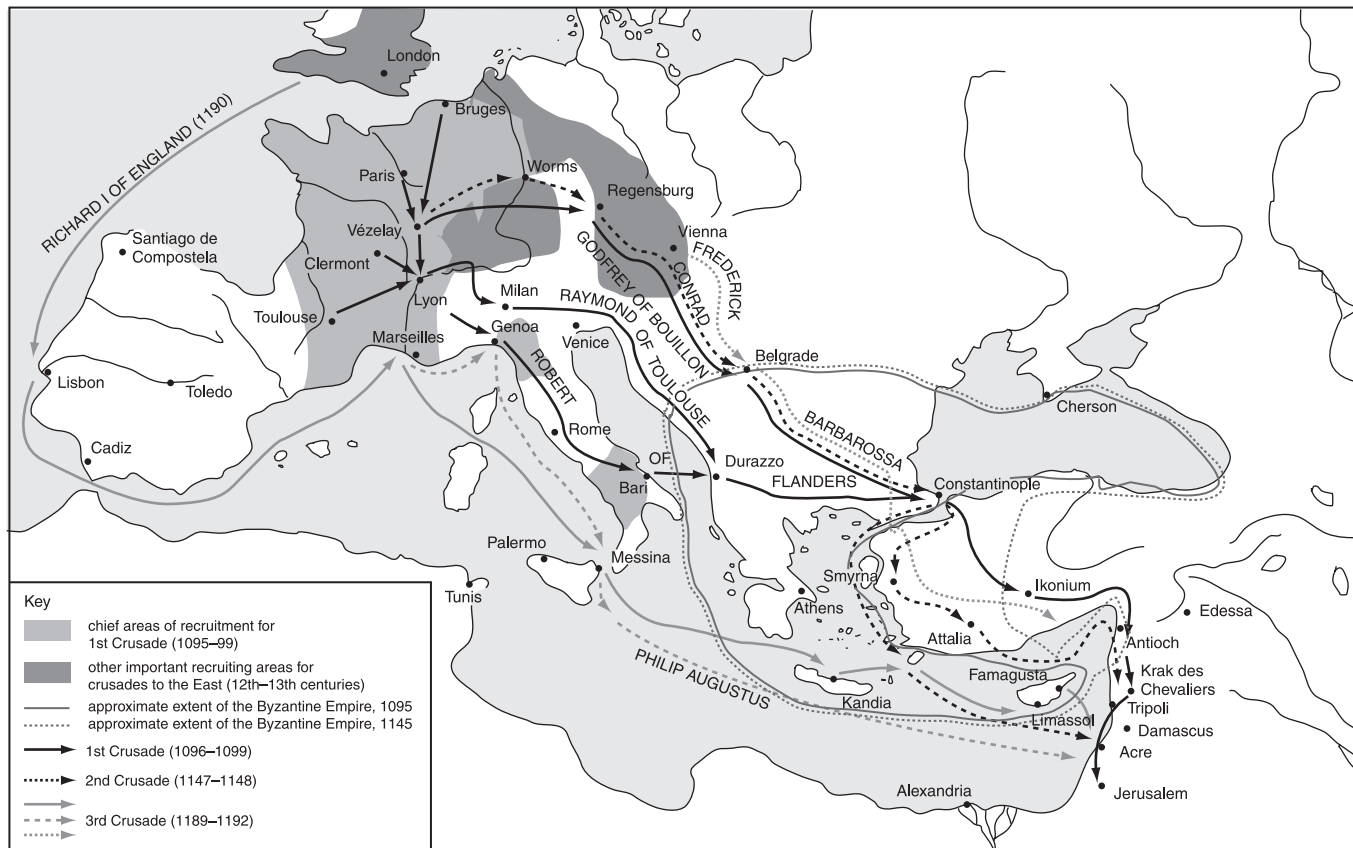 London
Bruges
RICHARD I OF ENGLAND (1190)
Paris
Worms
Regensburg
Vézelay
Vienna
Santiago de
Compostela
Clermont
FREDERICK
GODFREY OF BOUILLON
CONRAD
Lyon
Milan
RAYMOND OF TOULOUSE
Toulouse
Marseilles
Genoa
Venice
Belgrade
Lisbon
Toledo
ROBERT
Cherson
BARBAROSSA
Cadiz
Rome
OF
Bari
Durazzo
FLANDERS
Constantinople
Palermo
Messina
Smyrna
Ikonium
Tunis
Athens
Edessa
Attalia
Antioch
PHILIP AUGUSTUS
Famagusta
Krak des
Chevaliers
Kandia
Limassol
Tripoli
Damascus
Acre
Alexandria
Jerusalem
Key
chief areas of recruitment for
1st Crusade (1095–99)
other important recruiting areas for
crusades to the East (12th–13th centuries)
approximate extent of the Byzantine Empire, 1095
approximate extent of the Byzantine Empire, 1145
1st Crusade (1096–1099)
2nd Crusade (1147–1148)
3rd Crusade (1189–1192)